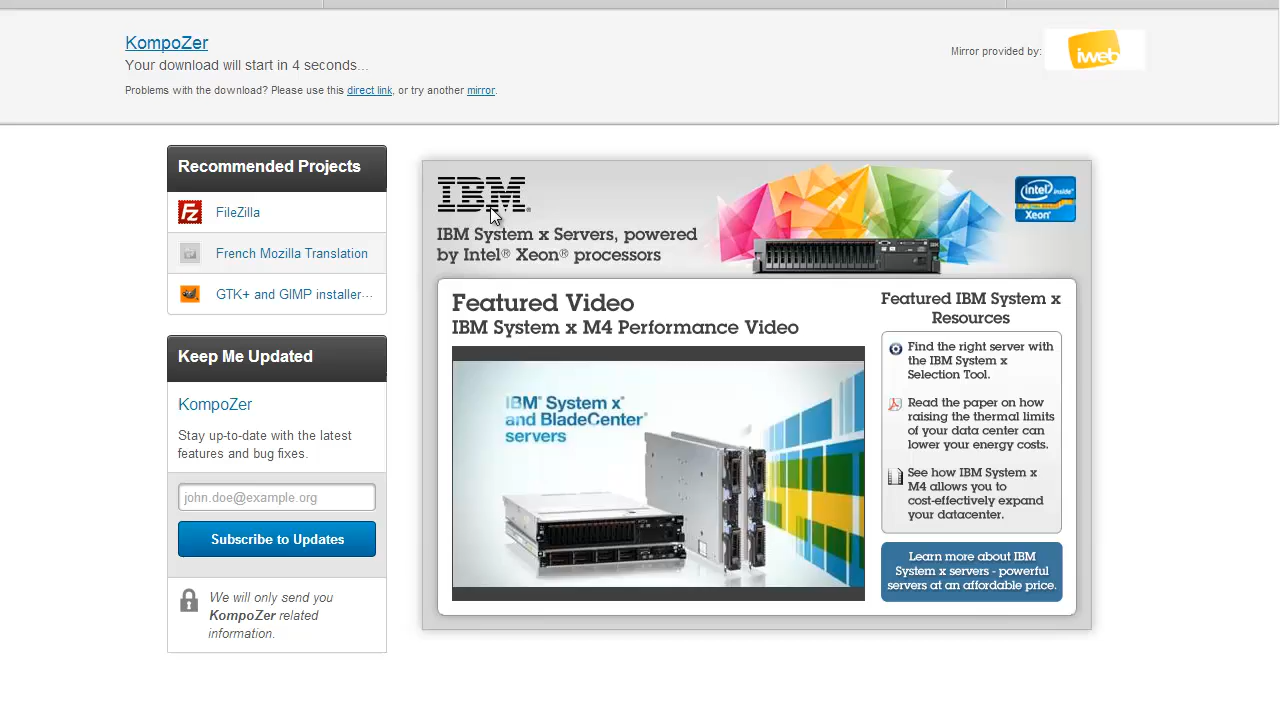 KompoZer
Your download will start in 4 seconds...
Problems with the download? Please use this direct link, or try another mirror.
Mirror provided by:
iweb
Recommended Projects
FileZilla
French Mozilla Translation
GTK+ and GIMP installer...
Keep Me Updated
KompoZer
Stay up-to-date with the latest
features and bug fixes.
john.doe@example.org
Subscribe to Updates
We will only send you
KompoZer related
information.
IBM®
IBM System x Servers, powered
by Intel® Xeon® processors
intel inside™
Xeon®
Featured Video
IBM System x M4 Performance Video
IBM® System x®
and BladeCenter®
servers
Featured IBM System x
Resources
Find the right server with
the IBM System x
Selection Tool.
Read the paper on how
raising the thermal limits
of your data center can
lower your energy costs.
See how IBM System x
M4 allows you to
cost-effectively expand
your datacenter.
Learn more about IBM
System x servers - powerful
servers at an affordable price.